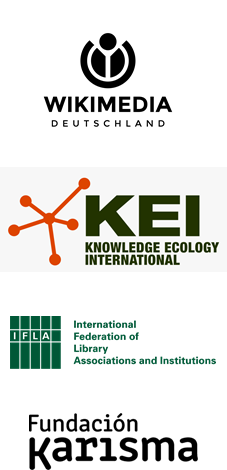 WIKIMEDIA
DEUTSCHLAND
KEI
KNOWLEDGE ECOLOGY
INTERNATIONAL
IFLA
International
Federation of
Library
Associations and Institutions
Fundación
Karisma